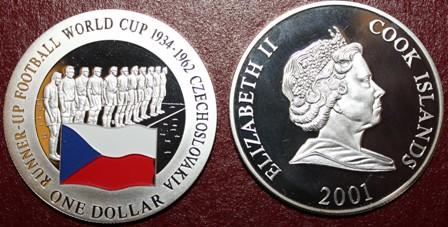 RUNNER-UP FOOTBALL WORLD CUP 1934-1962 CZECHOSLOVAKIA
ONE DOLLAR
ELIZABETH II
COOK ISLANDS
2001